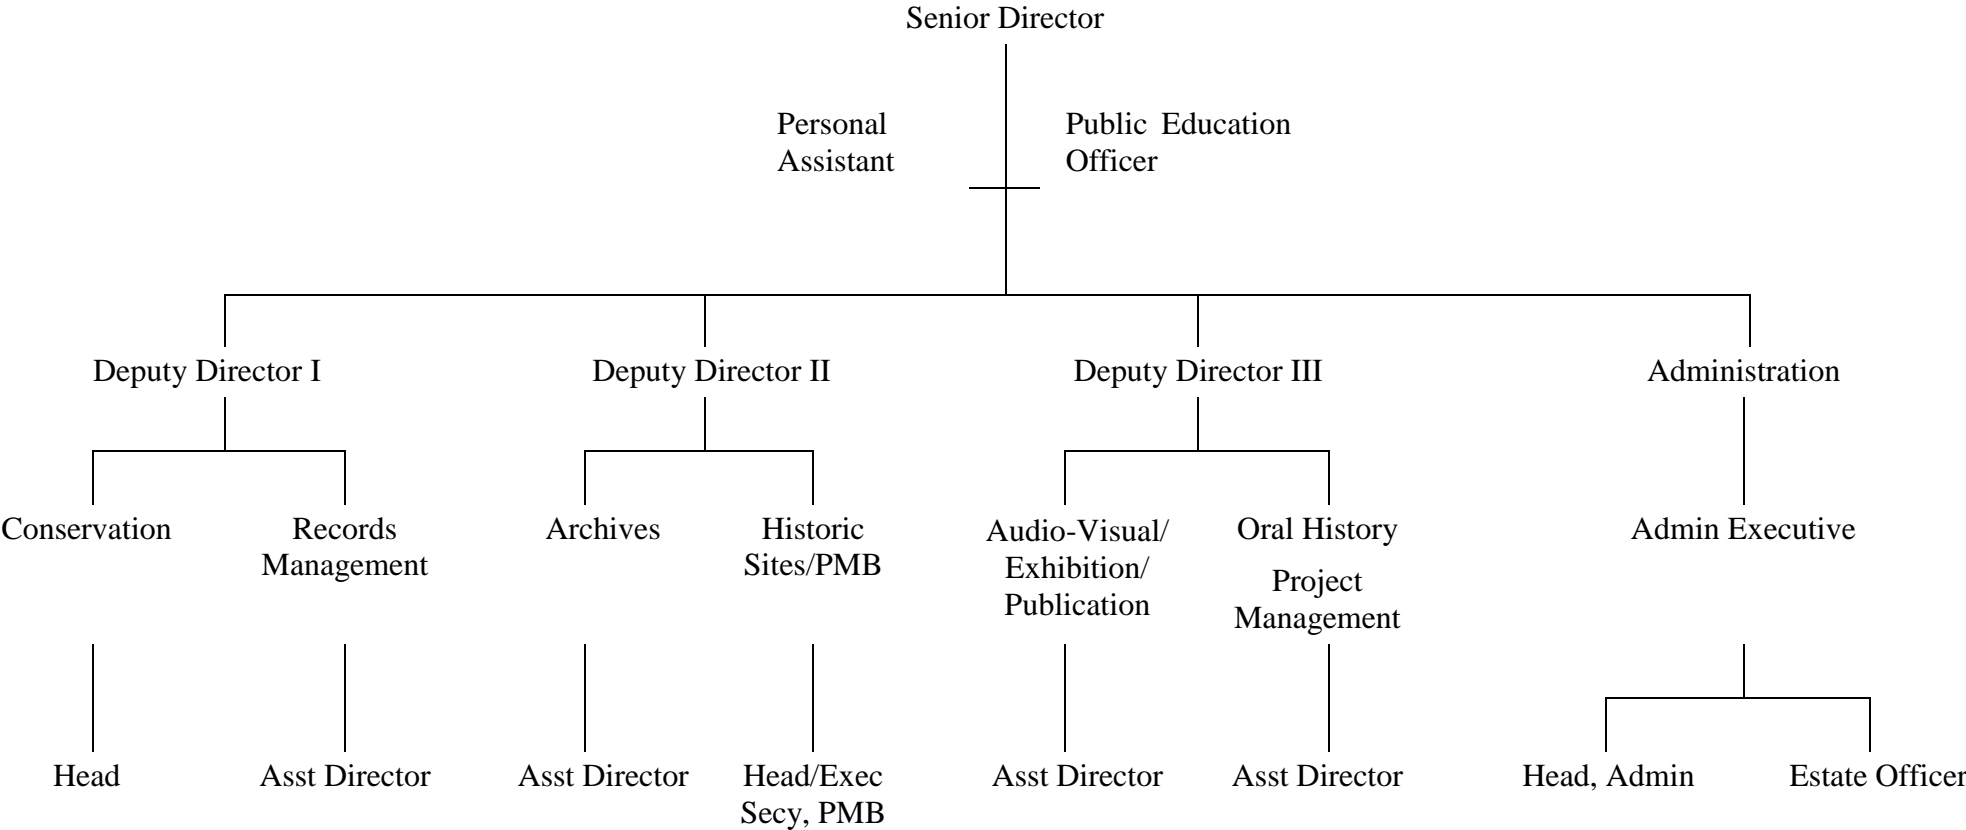 Senior Director
Personal
Assistant
Public Education
Officer
Deputy Director I
Deputy Director II
Deputy Director III
Administration
Conservation
Records
Management
Archives
Historic
Sites/PMB
Audio-Visual/
Exhibition/
Publication
Oral History
Project
Management
Admin Executive
Head
Asst Director
Asst Director
Head/Exec
Secy, PMB
Asst Director
Asst Director
Head, Admin
Estate Officer